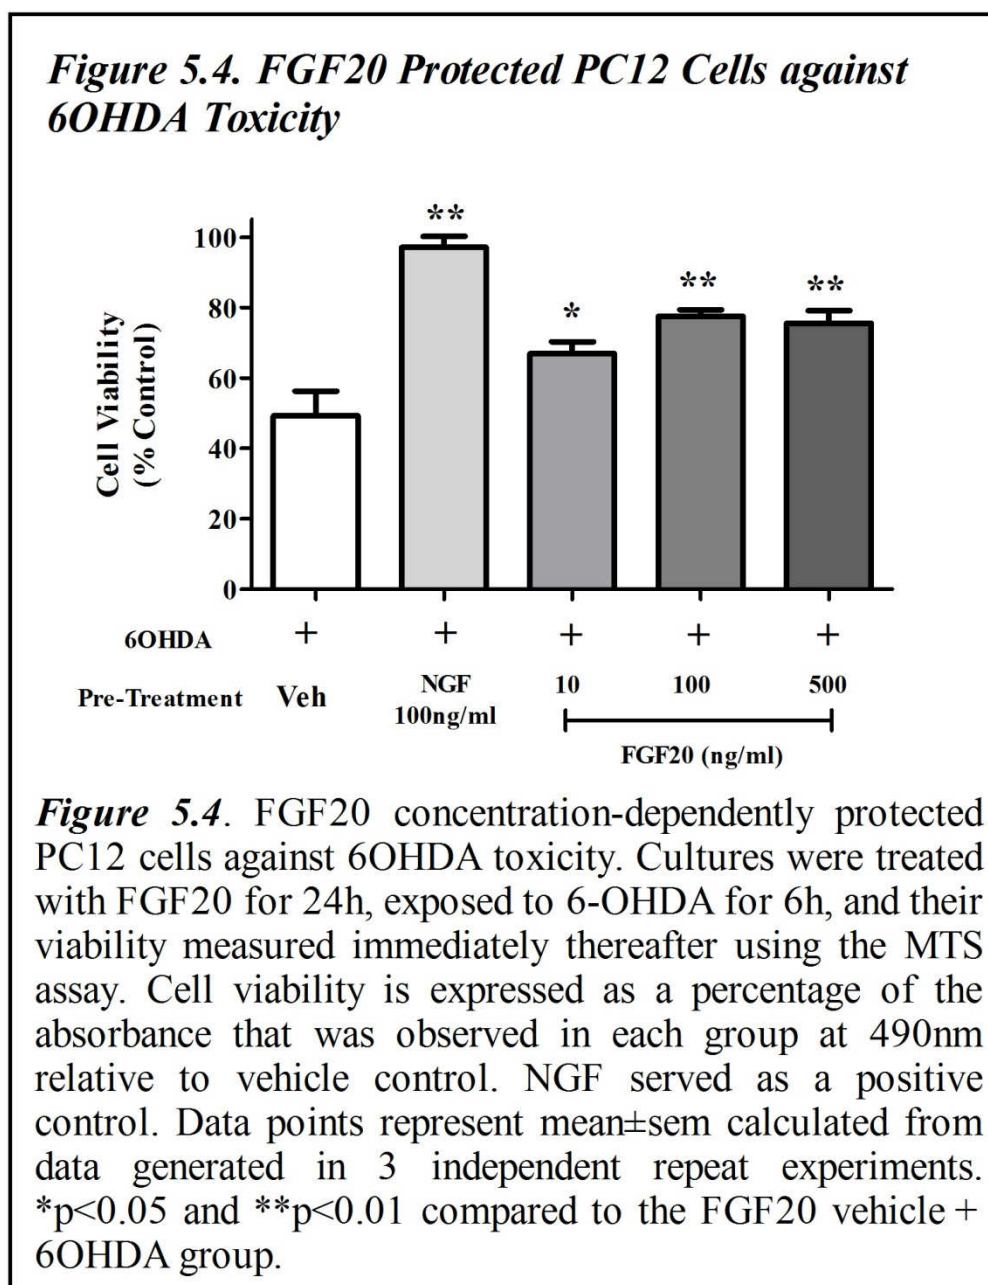 Figure 5.4. FGF20 Protected PC12 Cells against
6OHDA Toxicity
Cell Viability
(% Control)
100
80
60
40
20
0
**
*
**
**
6OHDA + + + + +
Pre-Treatment Veh NGF 10 100 500
100ng/ml
FGF20 (ng/ml)
Figure 5.4. FGF20 concentration-dependently protected
PC12 cells against 6OHDA toxicity. Cultures were treated
with FGF20 for 24h, exposed to 6-OHDA for 6h, and their
viability measured immediately thereafter using the MTS
assay. Cell viability is expressed as a percentage of the
absorbance that was observed in each group at 490nm
relative to vehicle control. NGF served as a positive
control. Data points represent mean±sem calculated from
data generated in 3 independent repeat experiments.
*p<0.05 and **p<0.01 compared to the FGF20 vehicle +
6OHDA group.